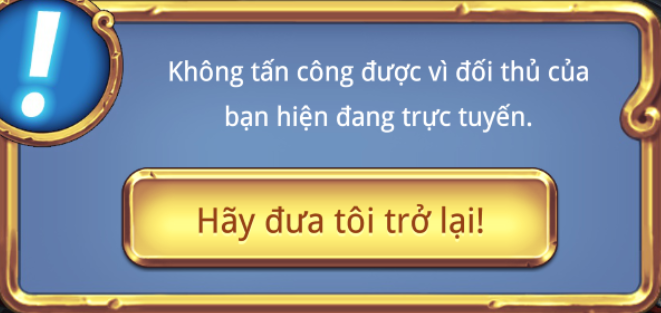 Không tấn công được vì đối thủ của
bạn hiện đang trực tuyến.
Hãy đưa tôi trở lại!